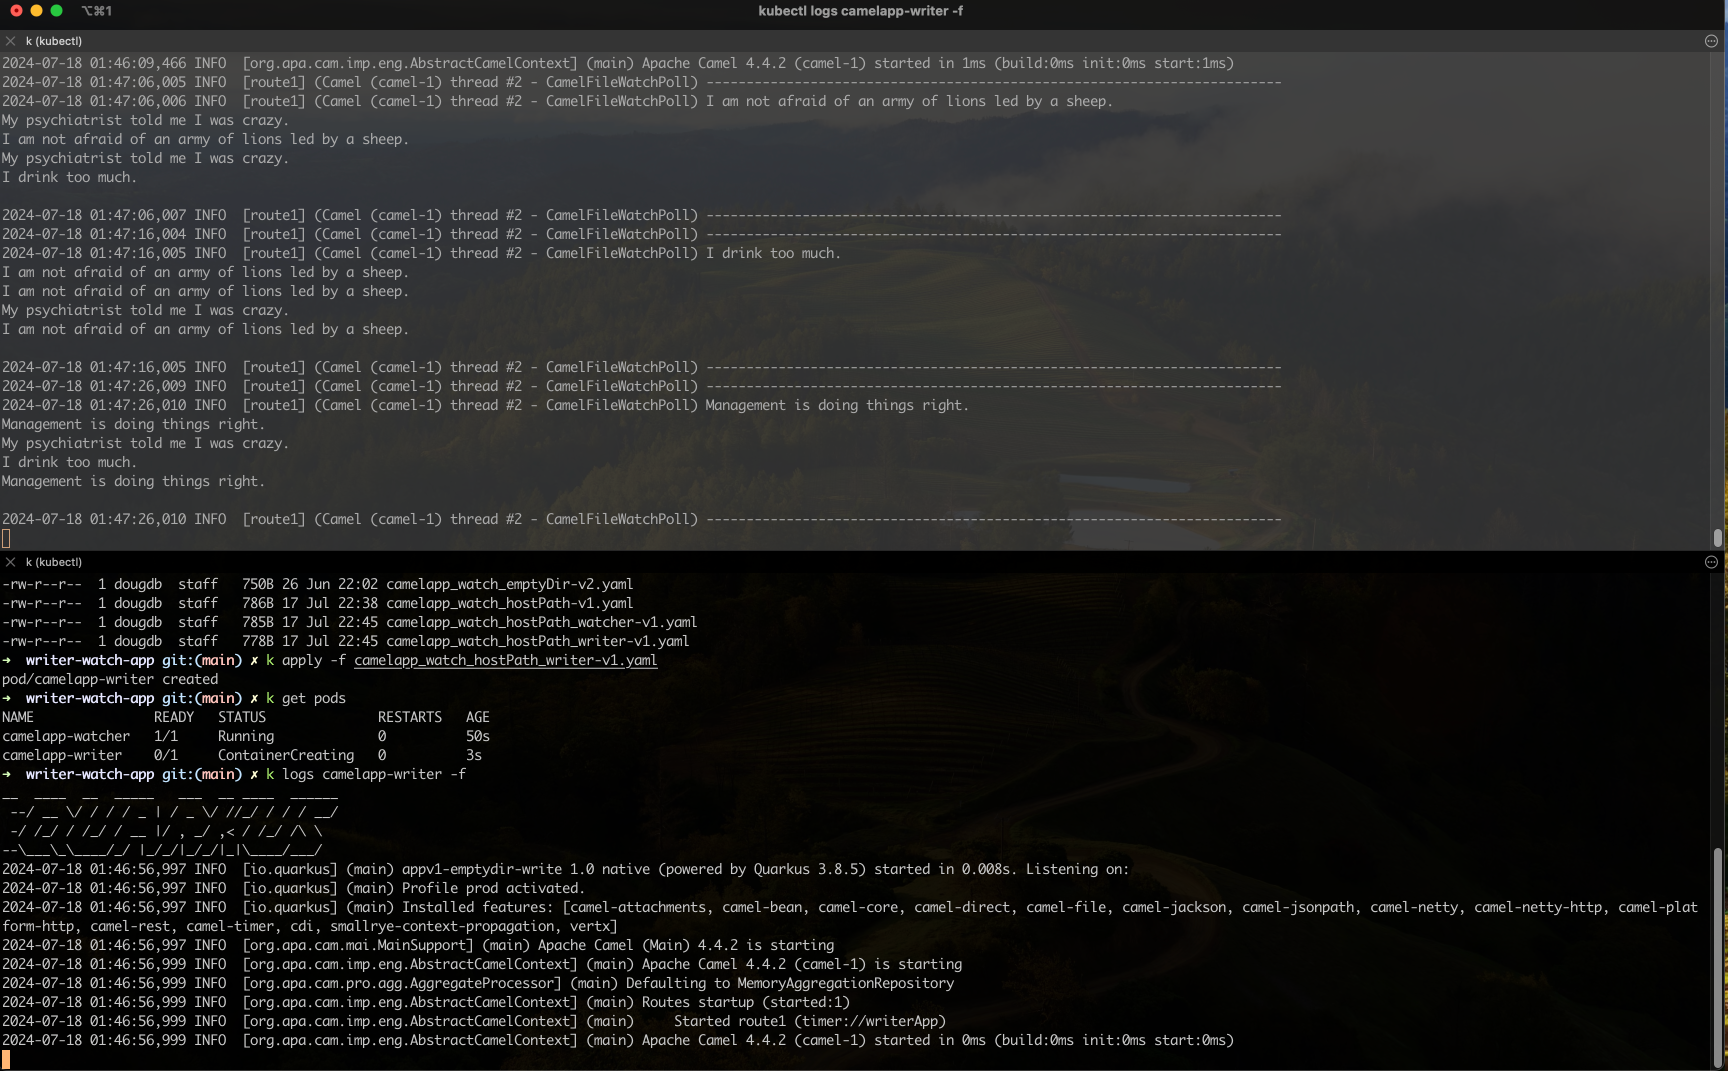 ⌥⌘1
kubectl logs camelapp-writer -f
k (kubectl)
2024-07-18 01:46:09,466 INFO  [org.apa.cam.imp.eng.AbstractCamelContext] (main) Apache Camel 4.4.2 (camel-1) started in 1ms (build:0ms init:0ms start:1ms)
2024-07-18 01:47:06,005 INFO  [route1] (Camel (camel-1) thread #2 - CamelFileWatchPoll) ------------------------------------------------------------------------
2024-07-18 01:47:06,006 INFO  [route1] (Camel (camel-1) thread #2 - CamelFileWatchPoll) I am not afraid of an army of lions led by a sheep.
My psychiatrist told me I was crazy.
I am not afraid of an army of lions led by a sheep.
My psychiatrist told me I was crazy.
I drink too much.
2024-07-18 01:47:06,007 INFO  [route1] (Camel (camel-1) thread #2 - CamelFileWatchPoll) ------------------------------------------------------------------------
2024-07-18 01:47:16,004 INFO  [route1] (Camel (camel-1) thread #2 - CamelFileWatchPoll) ------------------------------------------------------------------------
2024-07-18 01:47:16,005 INFO  [route1] (Camel (camel-1) thread #2 - CamelFileWatchPoll) I drink too much.
I am not afraid of an army of lions led by a sheep.
I am not afraid of an army of lions led by a sheep.
My psychiatrist told me I was crazy.
I am not afraid of an army of lions led by a sheep.
2024-07-18 01:47:16,005 INFO  [route1] (Camel (camel-1) thread #2 - CamelFileWatchPoll) ------------------------------------------------------------------------
2024-07-18 01:47:26,009 INFO  [route1] (Camel (camel-1) thread #2 - CamelFileWatchPoll) ------------------------------------------------------------------------
2024-07-18 01:47:26,010 INFO  [route1] (Camel (camel-1) thread #2 - CamelFileWatchPoll) Management is doing things right.
Management is doing things right.
My psychiatrist told me I was crazy.
I drink too much.
Management is doing things right.
2024-07-18 01:47:26,010 INFO  [route1] (Camel (camel-1) thread #2 - CamelFileWatchPoll) ------------------------------------------------------------------------
k (kubectl)
-rw-r--r--  1 dougdb  staff   750B 26 Jun 22:02 camelapp_watch_emptyDir-v2.yaml
-rw-r--r--  1 dougdb  staff   786B 17 Jul 22:38 camelapp_watch_hostPath-v1.yaml
-rw-r--r--  1 dougdb  staff   785B 17 Jul 22:45 camelapp_watch_hostPath_watcher-v1.yaml
-rw-r--r--  1 dougdb  staff   778B 17 Jul 22:45 camelapp_watch_hostPath_writer-v1.yaml
➜  writer-watch-app git:(main) ✗ k apply -f camelapp_watch_hostPath_writer-v1.yaml
pod/camelapp-writer created
➜  writer-watch-app git:(main) ✗ k get pods
NAME               READY   STATUS              RESTARTS   AGE
camelapp-watcher   1/1     Running             0          50s
camelapp-writer    0/1     ContainerCreating   0          3s
➜  writer-watch-app git:(main) ✗ k logs camelapp-writer -f
__  ____  __  _____   ___  __ ____  ______
 --/ __ \/ / / / _ | / _ \/ //_/ / / / __/
 -/ /_/ / /_/ / __ |/ , _/ ,< / /_/ /\ \
--\___\_\____/_/ |_/_/|_/_/|_|\____/___/
2024-07-18 01:46:56,997 INFO  [io.quarkus] (main) appv1-emptydir-write 1.0 native (powered by Quarkus 3.8.5) started in 0.008s. Listening on:
2024-07-18 01:46:56,997 INFO  [io.quarkus] (main) Profile prod activated.
2024-07-18 01:46:56,997 INFO  [io.quarkus] (main) Installed features: [camel-attachments, camel-bean, camel-core, camel-direct, camel-file, camel-jackson, camel-jsonpath, camel-netty, camel-netty-http, camel-plat
form-http, camel-rest, camel-timer, cdi, smallrye-context-propagation, vertx]
2024-07-18 01:46:56,997 INFO  [org.apa.cam.mai.MainSupport] (main) Apache Camel (Main) 4.4.2 is starting
2024-07-18 01:46:56,999 INFO  [org.apa.cam.imp.eng.AbstractCamelContext] (main) Apache Camel 4.4.2 (camel-1) is starting
2024-07-18 01:46:56,999 INFO  [org.apa.cam.pro.agg.AggregateProcessor] (main) Defaulting to MemoryAggregationRepository
2024-07-18 01:46:56,999 INFO  [org.apa.cam.imp.eng.AbstractCamelContext] (main) Routes startup (started:1)
2024-07-18 01:46:56,999 INFO  [org.apa.cam.imp.eng.AbstractCamelContext] (main)     Started route1 (timer://writerApp)
2024-07-18 01:46:56,999 INFO  [org.apa.cam.imp.eng.AbstractCamelContext] (main) Apache Camel 4.4.2 (camel-1) started in 0ms (build:0ms init:0ms start:0ms)